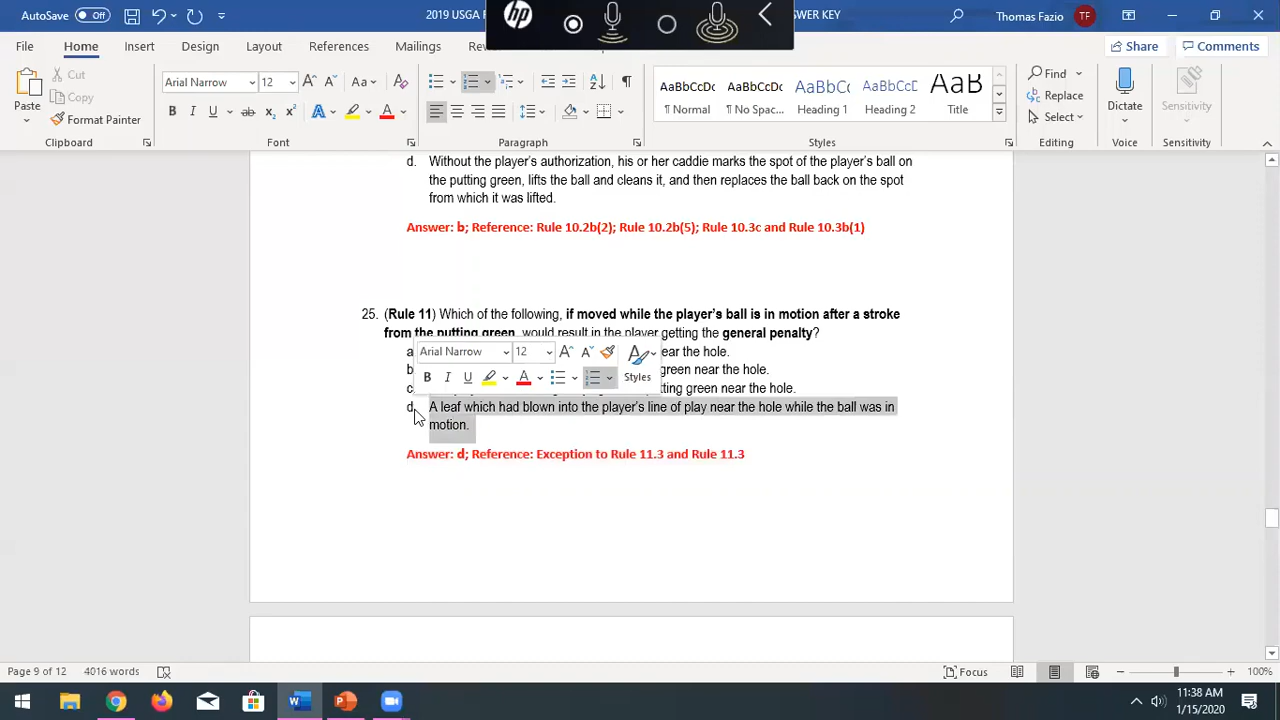 AutoSave Off 2019 USGA SWER KEY Thomas Fazio TF
File Home Insert Design Layout References Mailings Share Comments
Paste Cut Copy Format Painter Arial Narrow 12 Aa AaBbCcDc AaBbCcDc AaBbCc AaBbCcD AaB Find Replace Select Dictate Sensitivity
¶ Normal ¶ No Spac... Heading 1 Heading 2 Title
Clipboard Font Paragraph Styles Editing Voice Sensitivity
d. Without the player's authorization, his or her caddie marks the spot of the player's ball on
the putting green, lifts the ball and cleans it, and then replaces the ball back on the spot
from which it was lifted.
Answer: b; Reference: Rule 10.2b(2); Rule 10.2b(5); Rule 10.3c and Rule 10.3b(1)
25. (Rule 11) Which of the following, if moved while the player's ball is in motion after a stroke
from the putting green, would result in the player getting the general penalty?
a near the hole.
b green near the hole.
c tting green near the hole.
Arial Narrow 12
B I U A Styles
d. A leaf which had blown into the player's line of play near the hole while the ball was in
motion.
Answer: d; Reference: Exception to Rule 11.3 and Rule 11.3
Page 9 of 12 4016 words Focus 100%
11:38 AM
1/15/2020